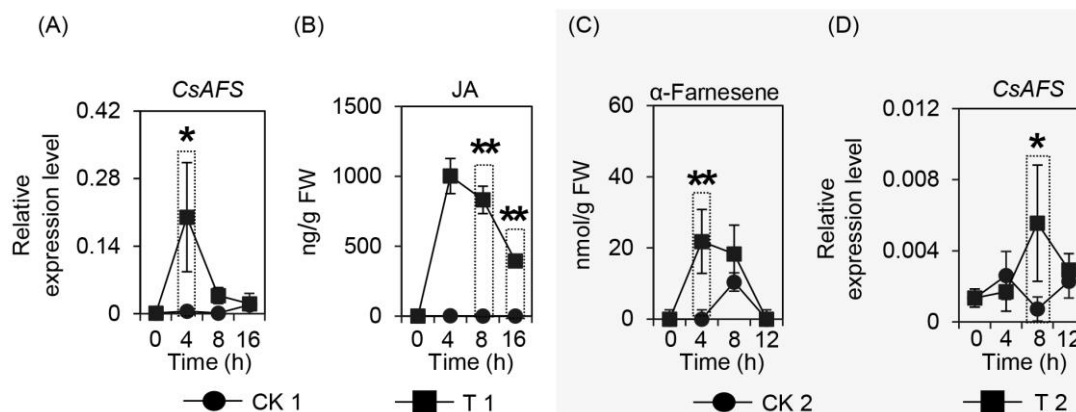 (A)
CsAFS
Relative
expression level
0.42
0.28
0.14
0
*
0 4 8 16
Time (h)
(B)
JA
ng/g FW
1500
1000
500
0
**
**
0 4 8 16
Time (h)
CK 1 T 1
(C)
α-Farnesene
nmol/g FW
60
40
20
0
**
0 4 8 12
Time (h)
(D)
CsAFS
Relative
expression level
0.012
0.008
0.004
0
*
0 4 8 12
Time (h)
CK 2 T 2